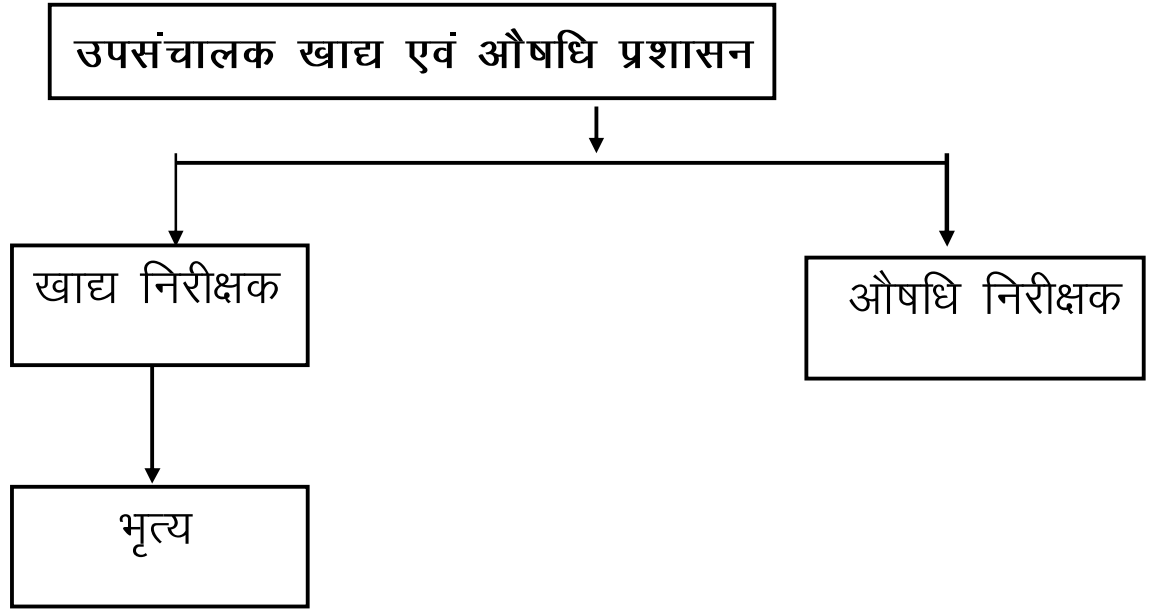 उपसंचालक खाद्य एवं औषधि प्रशासन
खाद्य निरीक्षक
औषधि निरीक्षक
भृत्य